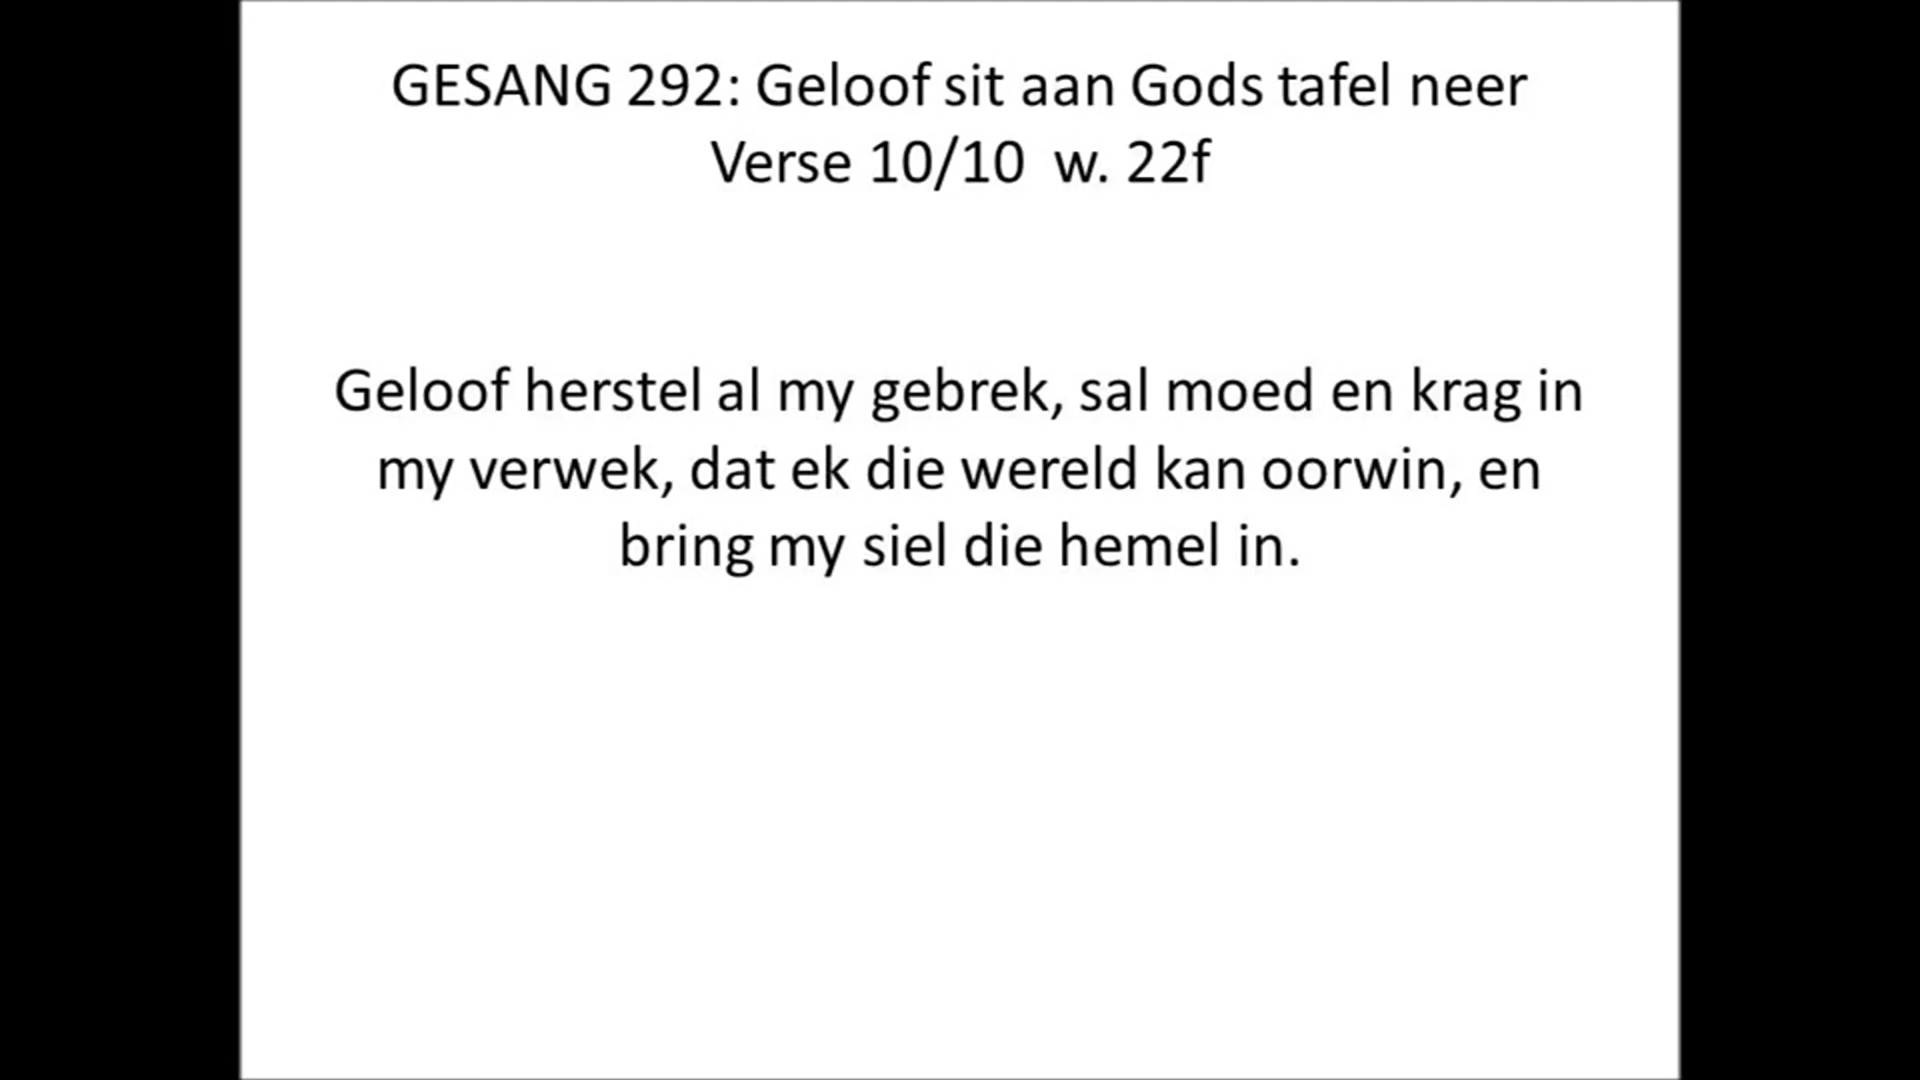 GESANG 292: Geloof sit aan Gods tafel neer
Verse 10/10  w. 22f
Geloof herstel al my gebrek, sal moed en krag in
my verwek, dat ek die wereld kan oorwin, en
bring my siel die hemel in.